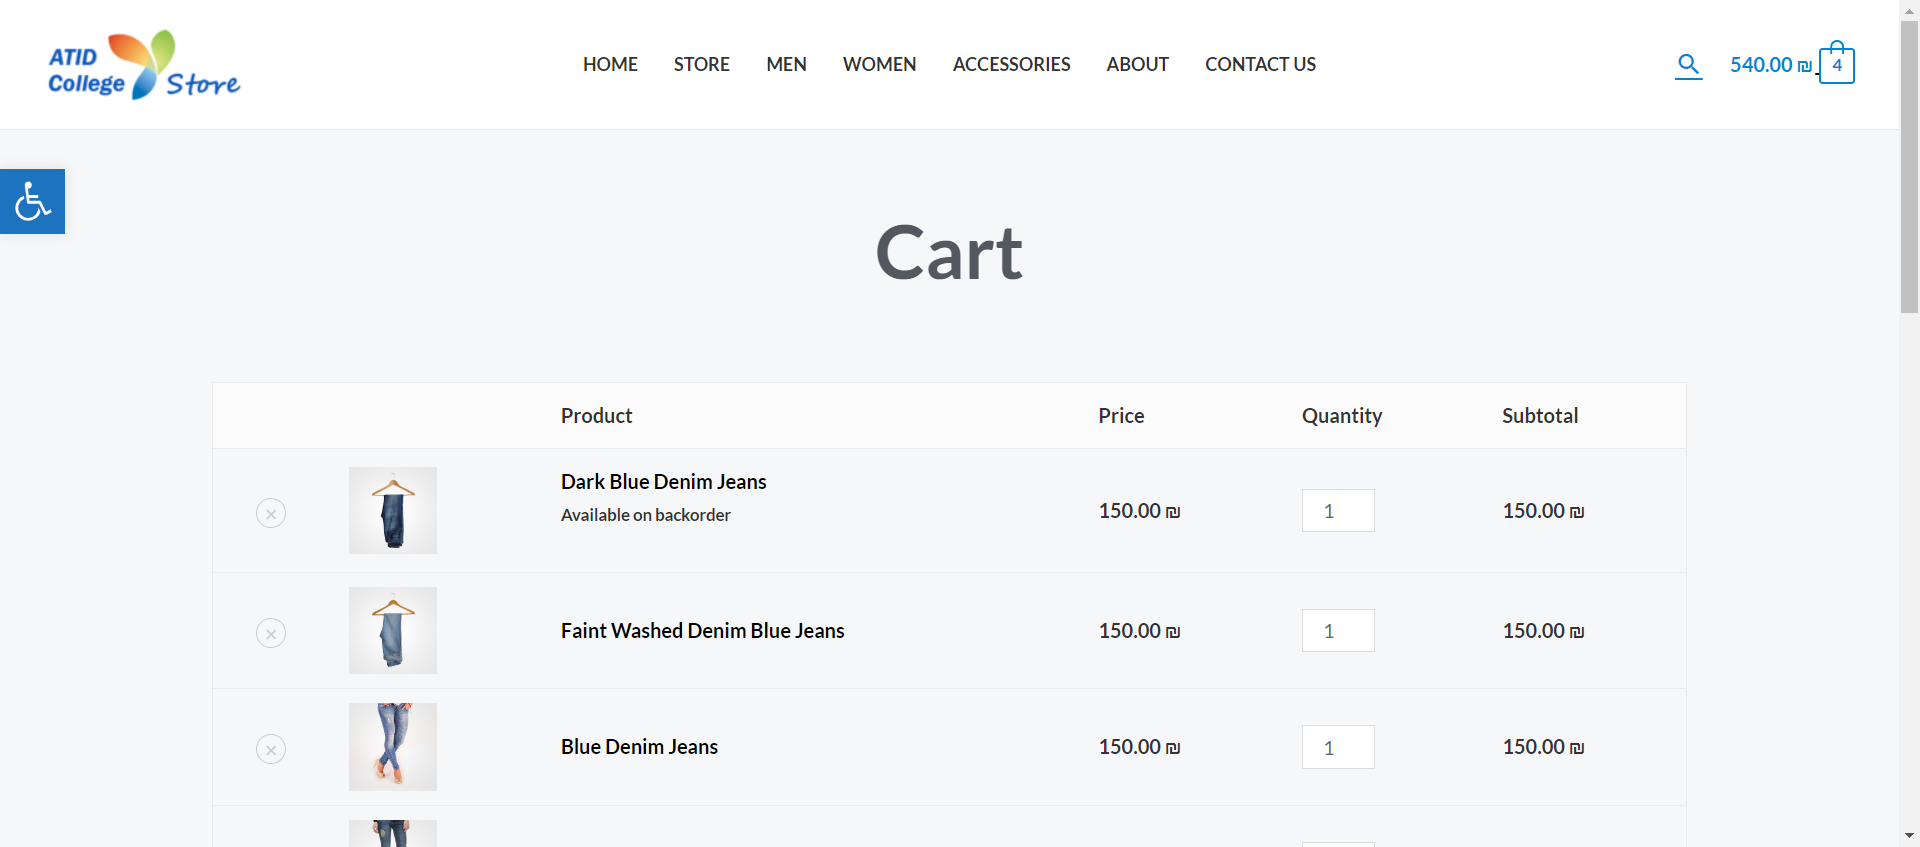 ATID
College Store
HOME STORE MEN WOMEN ACCESSORIES ABOUT CONTACT US
540.00 ₪ 4
Cart
Product Price Quantity Subtotal
Dark Blue Denim Jeans
Available on backorder
150.00 ₪ 1 150.00 ₪
Faint Washed Denim Blue Jeans 150.00 ₪ 1 150.00 ₪
Blue Denim Jeans 150.00 ₪ 1 150.00 ₪